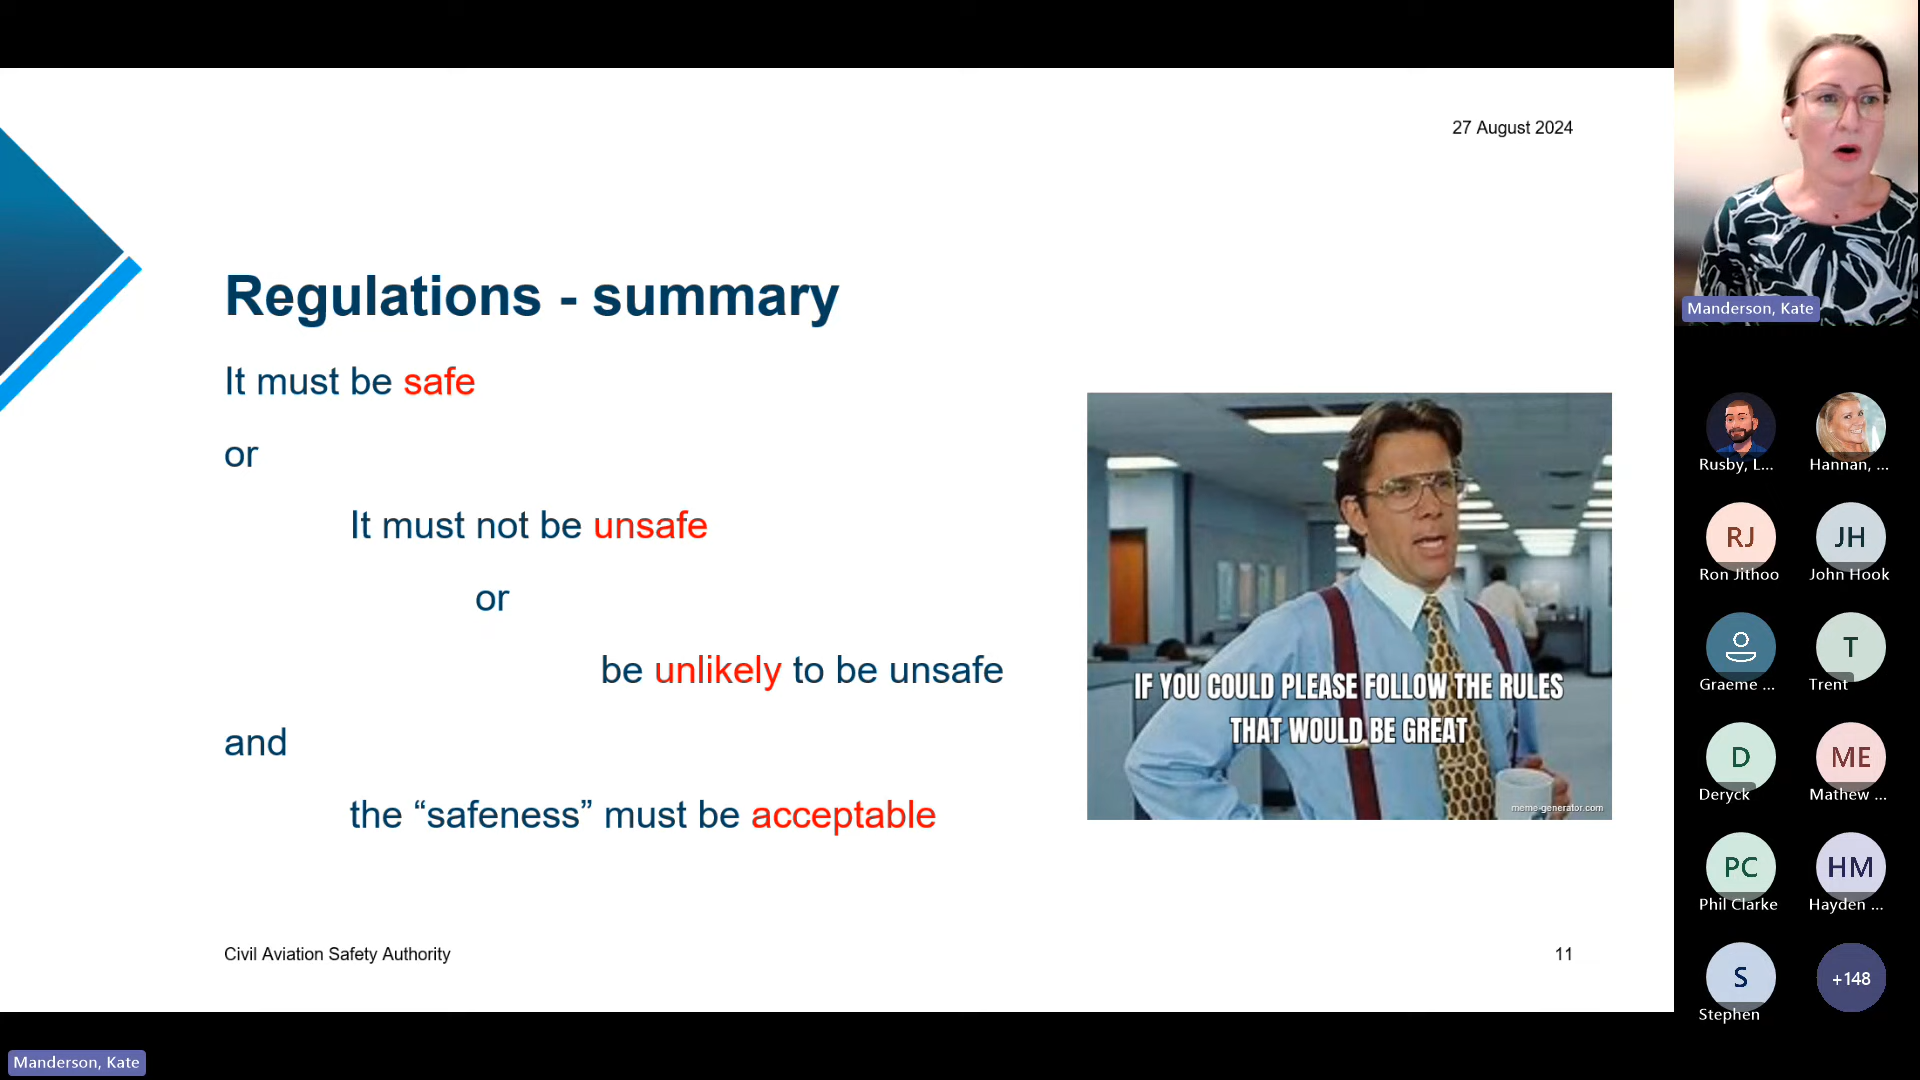 27 August 2024
Regulations - summary
It must be safe
or
It must not be unsafe
or
be unlikely to be unsafe
and
the “safeness” must be acceptable
IF YOU COULD PLEASE FOLLOW THE RULES
THAT WOULD BE GREAT
meme-generator.com
Civil Aviation Safety Authority
11
Manderson, Kate
Manderson, Kate
Rusby, L...
Hannan, ...
RJ
Ron Jithoo
JH
John Hook
Graeme ...
T
Trent
D
Deryck
ME
Mathew ...
PC
Phil Clarke
HM
Hayden ...
S
Stephen
+148